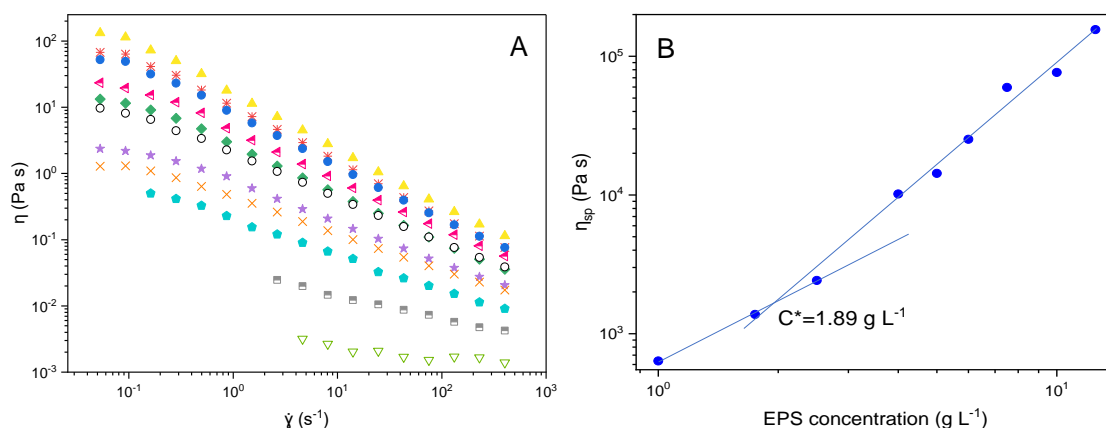 A
η (Pa s)
10²
10¹
10⁰
10⁻¹
10⁻²
10⁻³
10⁻¹
10⁰
10¹
10²
10³
γ̇ (s⁻¹)
B
ηsp (Pa s)
10⁵
10⁴
10³
C*=1.89 g L⁻¹
10⁰
10¹
EPS concentration (g L⁻¹)